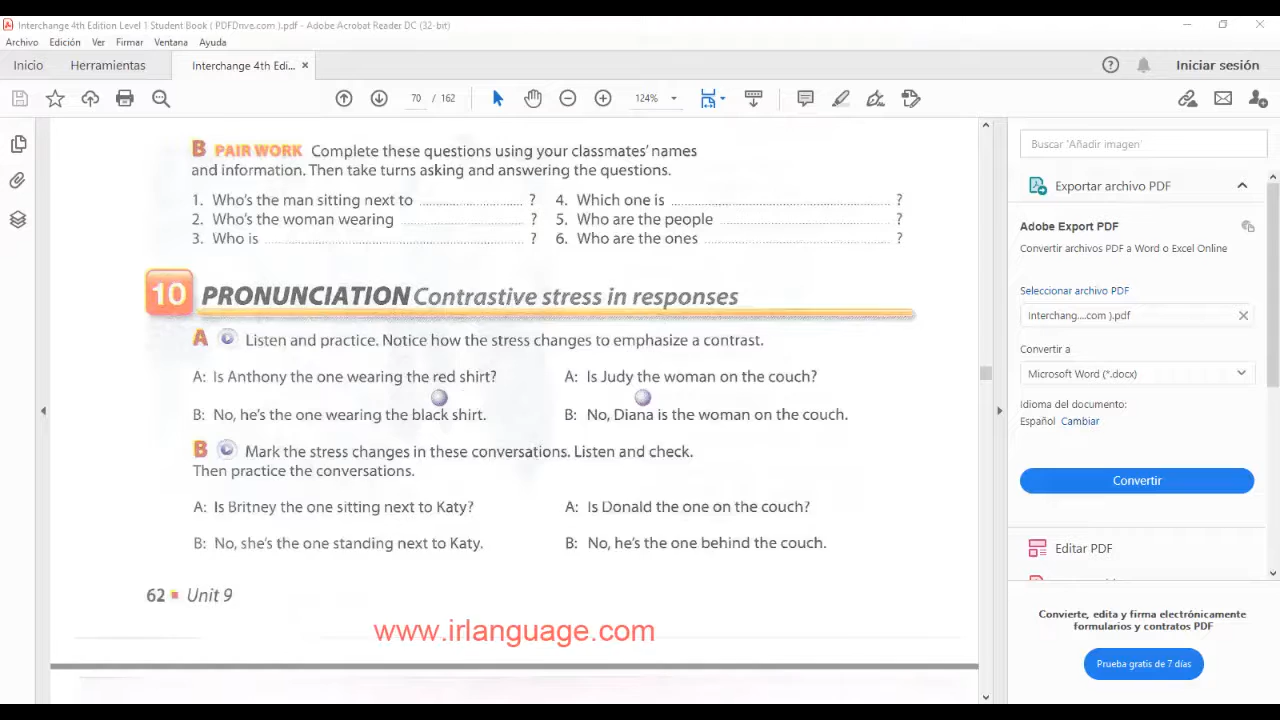 Interchange 4th Edition Level 1 Student Book ( PDFDrive.com ).pdf - Adobe Acrobat Reader DC (32-bit)
Archivo Edición Ver Firmar Ventana Ayuda
Inicio Herramientas Interchange 4th Edi... × Iniciar sesión
70 / 162 124%
B PAIR WORK Complete these questions using your classmates' names
and information. Then take turns asking and answering the questions.
1. Who's the man sitting next to ........................ ?
2. Who's the woman wearing ........................ ?
3. Who is ........................ ?
4. Which one is ........................ ?
5. Who are the people ........................ ?
6. Who are the ones ........................ ?
10 PRONUNCIATION Contrastive stress in responses
A Listen and practice. Notice how the stress changes to emphasize a contrast.
A: Is Anthony the one wearing the red shirt?
B: No, he's the one wearing the black shirt.
A: Is Judy the woman on the couch?
B: No, Diana is the woman on the couch.
B Mark the stress changes in these conversations. Listen and check.
Then practice the conversations.
A: Is Britney the one sitting next to Katy?
B: No, she's the one standing next to Katy.
A: Is Donald the one on the couch?
B: No, he's the one behind the couch.
62 ▪ Unit 9
www.irlanguage.com
Buscar 'Añadir imagen'
Exportar archivo PDF
Adobe Export PDF
Convertir archivos PDF a Word o Excel Online
Seleccionar archivo PDF
Interchang....com ).pdf
Convertir a
Microsoft Word (*.docx)
Idioma del documento:
Español Cambiar
Convertir
Editar PDF
Convierte, edita y firma electrónicamente
formularios y contratos PDF
Prueba gratis de 7 días